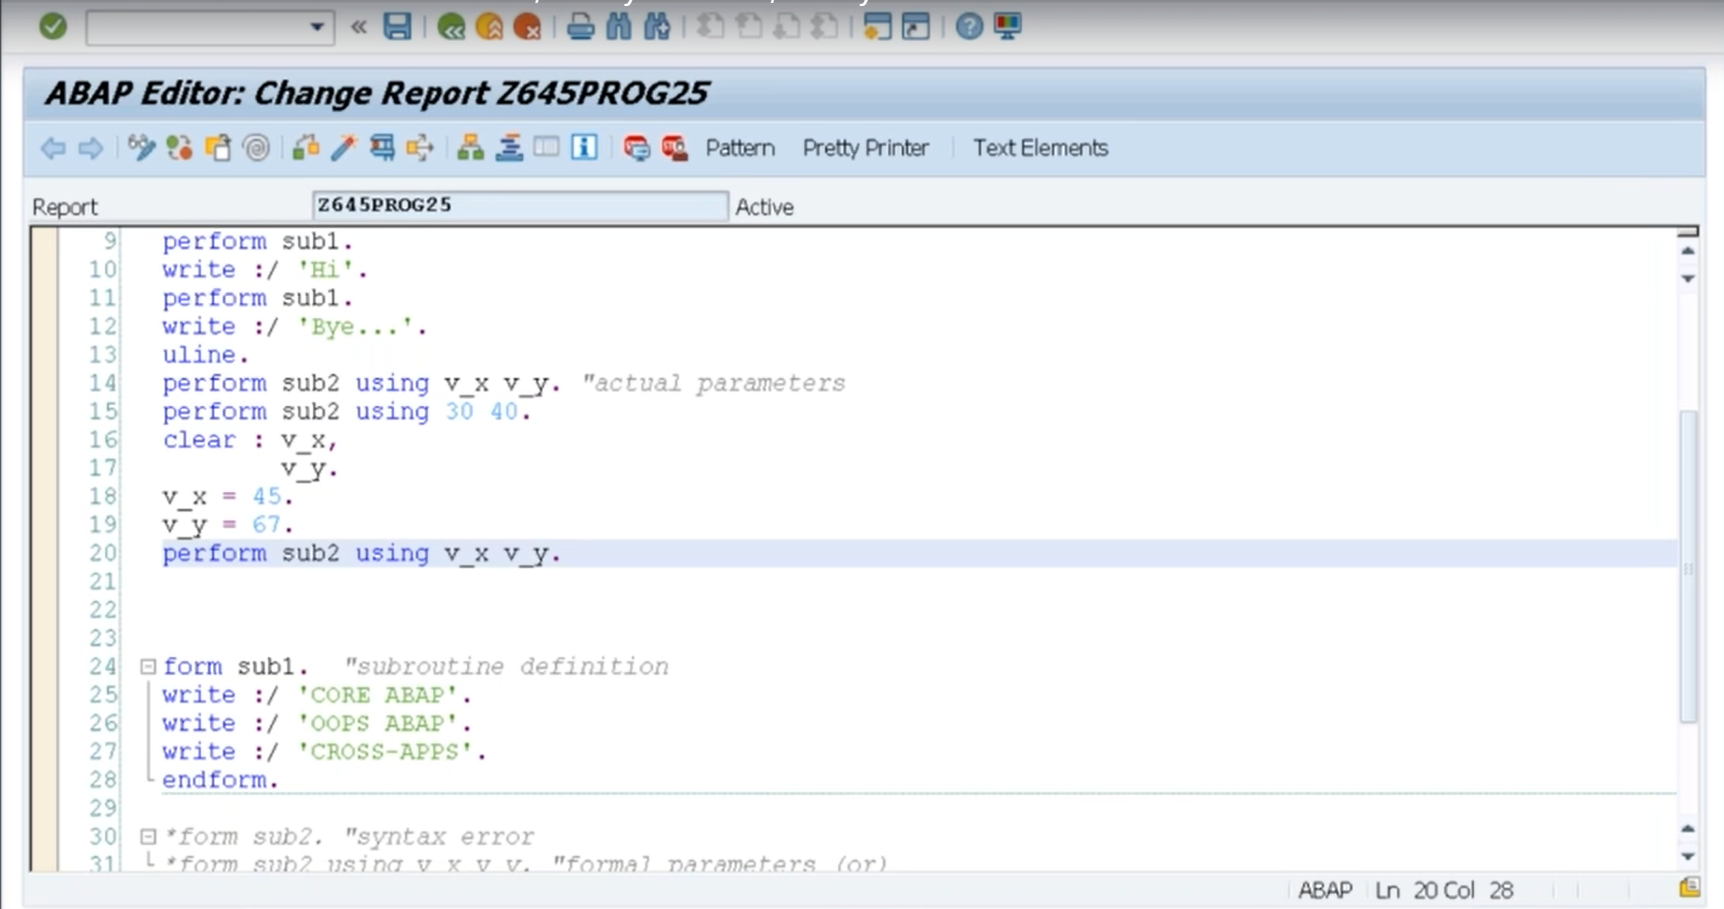 ABAP Editor: Change Report Z645PROG25
Pattern Pretty Printer Text Elements
Report Z645PROG25 Active
9 perform sub1.
10 write :/ 'Hi'.
11 perform sub1.
12 write :/ 'Bye...'.
13 uline.
14 perform sub2 using v_x v_y. "actual parameters
15 perform sub2 using 30 40.
16 clear : v_x,
17 v_y.
18 v_x = 45.
19 v_y = 67.
20 perform sub2 using v_x v_y.
21
22
23
24 form sub1. "subroutine definition
25 write :/ 'CORE ABAP'.
26 write :/ 'OOPS ABAP'.
27 write :/ 'CROSS-APPS'.
28 endform.
29
30 *form sub2. "syntax error
31 *form sub2 using v_x v_y. "formal parameters (or)
ABAP Ln 20 Col 28